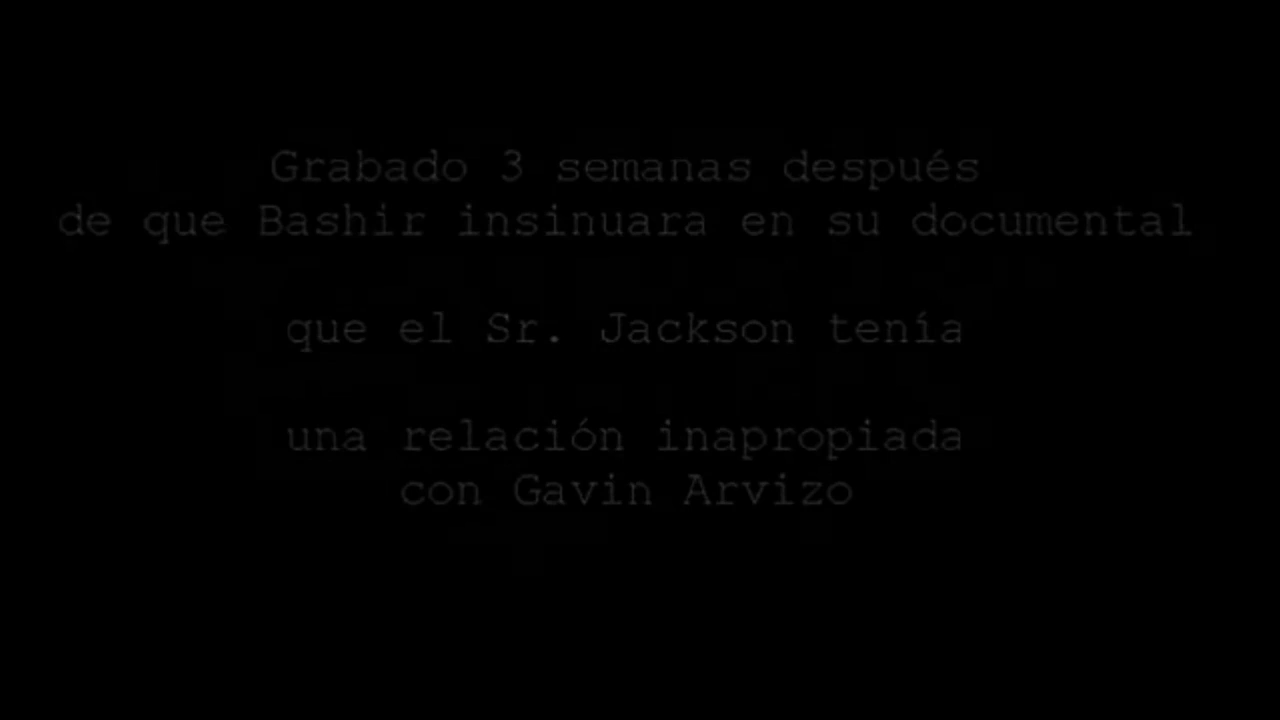 Grabado 3 semanas después
de que Bashir insinuara en su documental
que el Sr. Jackson tenía
una relación inapropiada
con Gavin Arvizo